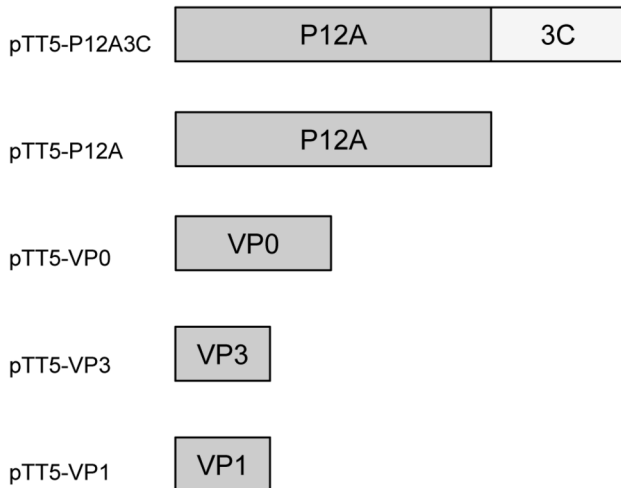 pTT5-P12A3C P12A 3C
pTT5-P12A P12A
pTT5-VP0 VP0
pTT5-VP3 VP3
pTT5-VP1 VP1